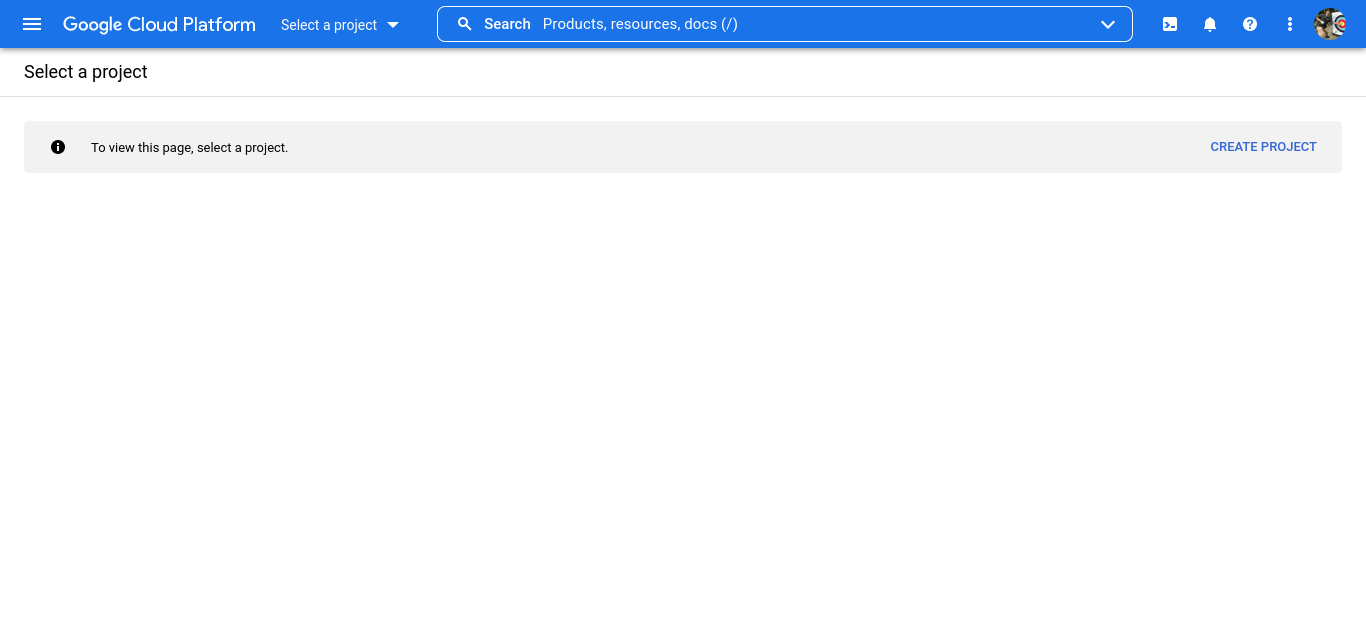 Google Cloud Platform Select a project Search Products, resources, docs (/)
Select a project
To view this page, select a project. CREATE PROJECT